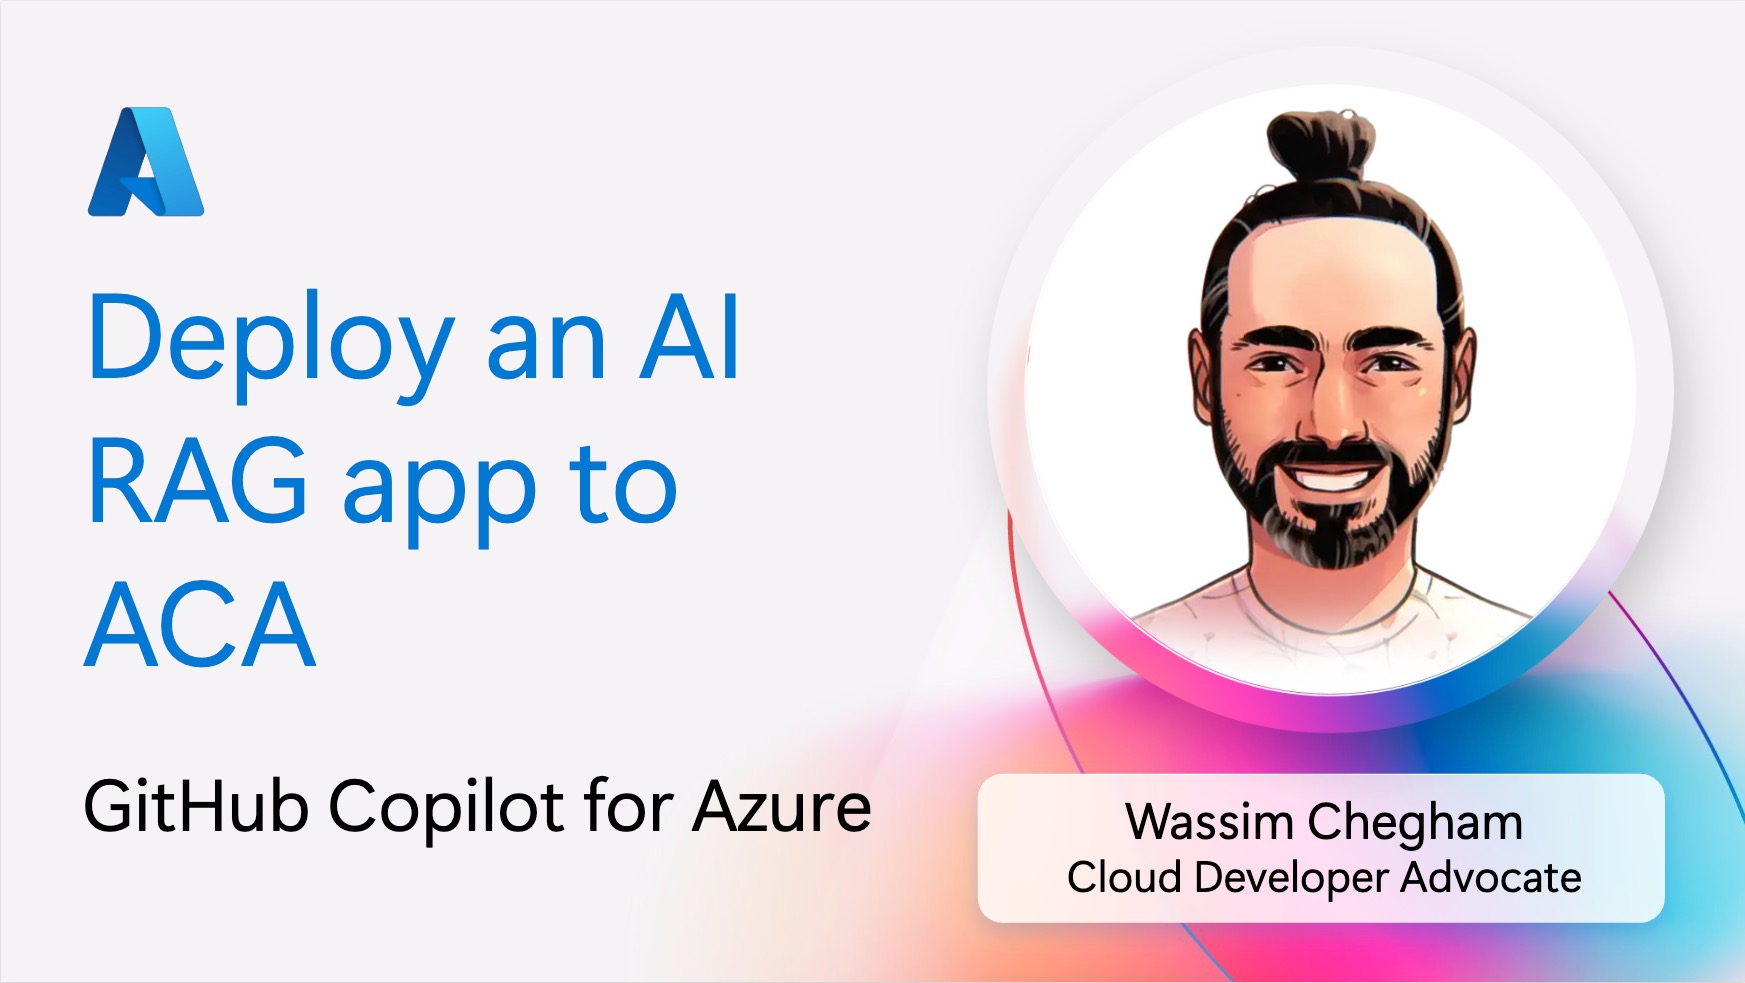 Deploy an AI
RAG app to
ACA
GitHub Copilot for Azure
Wassim Chegham
Cloud Developer Advocate